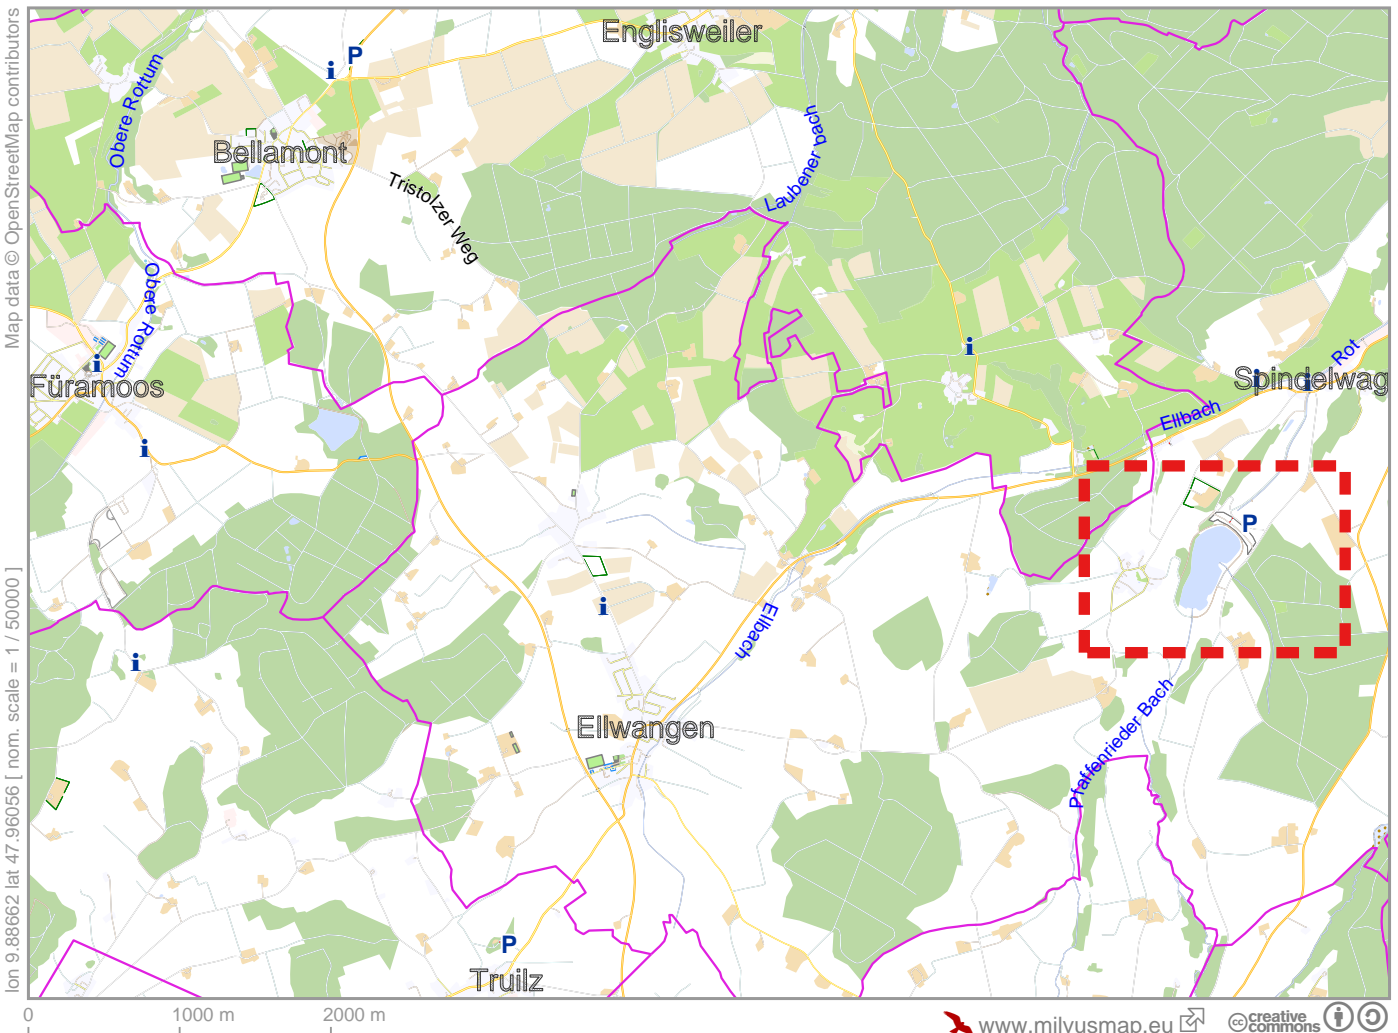 Map data © OpenStreetMap contributors
lon 9.88662 lat 47.96056 [ nom. scale = 1 / 50000 ]
Englisweiler
P
i
Obere Rottum
Bellamont
Laubener bach
Tristolzer Weg
Obere Rottum
i
i
Rot
Füramoos
Spindelwag
i
i
Ellbach
i
P
i
Ellbach
i
Pfaffenrieder Bach
Ellwangen
P
Truilz
0
1000 m
2000 m
www.milvusmap.eu
cc creative commons